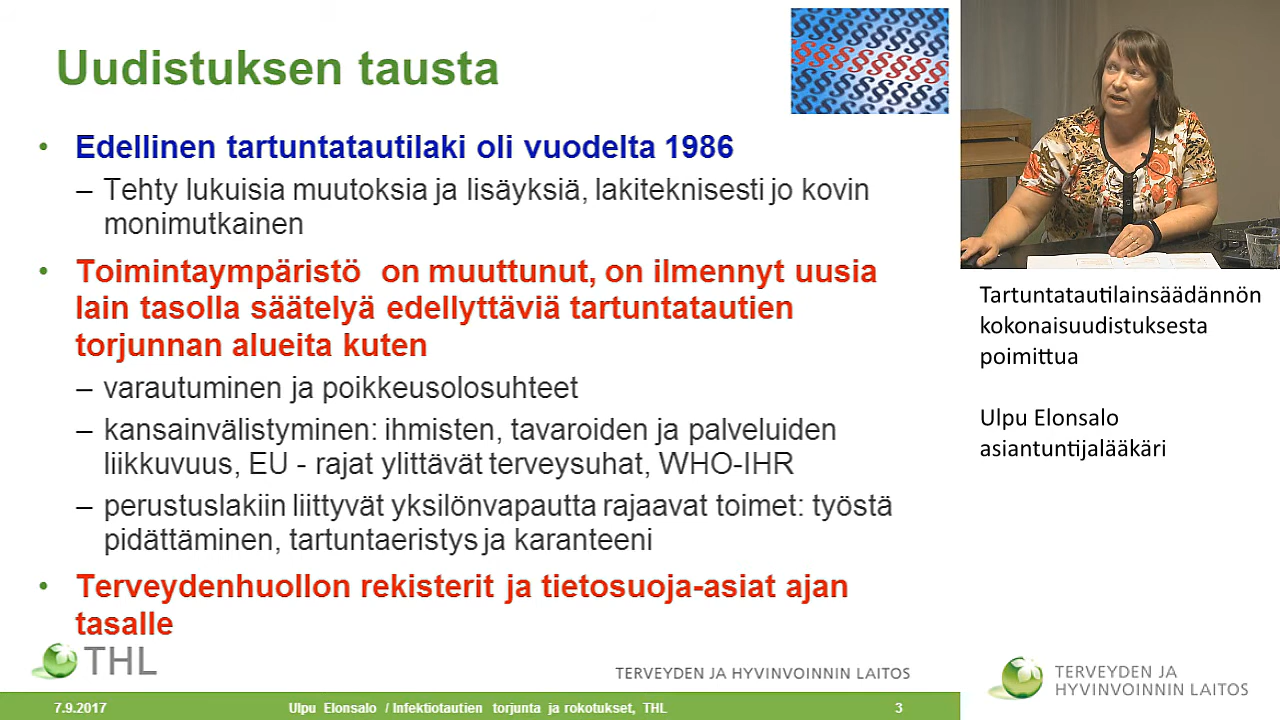 Uudistuksen tausta
• Edellinen tartuntatautilaki oli vuodelta 1986
– Tehty lukuisia muutoksia ja lisäyksiä, lakiteknisesti jo kovin
monimutkainen
• Toimintaympäristö on muuttunut, on ilmennyt uusia
lain tasolla säätelyä edellyttäviä tartuntatautien
torjunnan alueita kuten
– varautuminen ja poikkeusolosuhteet
– kansainvälistyminen: ihmisten, tavaroiden ja palveluiden
liikkuvuus, EU - rajat ylittävät terveysuhat, WHO-IHR
– perustuslakiin liittyvät yksilönvapautta rajaavat toimet: työstä
pidättäminen, tartuntaeristys ja karanteeni
• Terveydenhuollon rekisterit ja tietosuoja-asiat ajan
tasalle
THL
TERVEYDEN JA HYVINVOINNIN LAITOS
7.9.2017
Ulpu Elonsalo / Infektiotautien torjunta ja rokotukset, THL
3
Tartuntatautilainsäädännön
kokonaisuudistuksesta
poimittua
Ulpu Elonsalo
asiantuntijalääkäri
TERVEYDEN JA
HYVINVOINNIN LAITOS